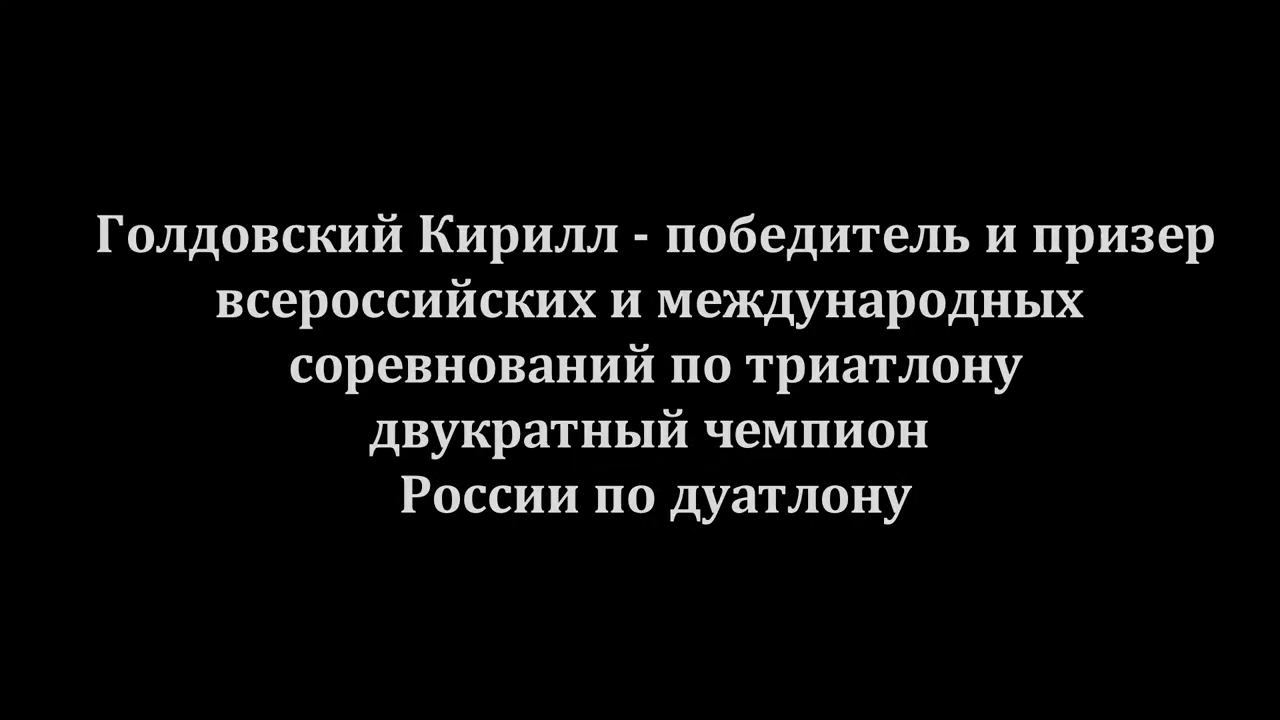 Голдовский Кирилл - победитель и призер
всероссийских и международных
соревнований по триатлону
двукратный чемпион
России по дуатлону